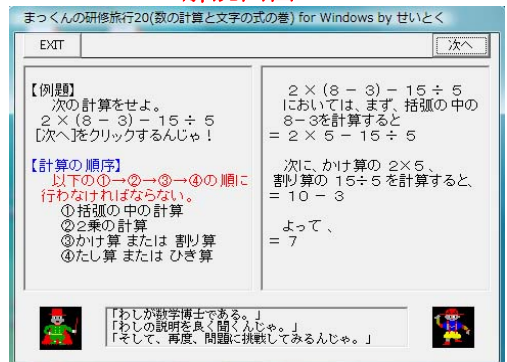 まっくんの研修旅行20(数の計算と文字の式の巻) for Windows by せいとく
EXIT
次へ
【例題】
次の計算をせよ。
２×(８－３)－１５÷５
[次へ]をクリックするんじゃ！
【計算の順序】
以下の①→②→③→④の順に
行わなければならない。
①括弧の中の計算
②２乗の計算
③かけ算 または 割り算
④たし算 または ひき算
２×(８－３)－１５÷５
においては、まず、括弧の中の
８－３を計算すると
＝２×５－１５÷５
次に、かけ算の ２×５、
割り算の １５÷５を計算すると、
＝１０－３
よって、
＝７
「わしが数学博士である。」
「わしの説明を良く聞くんじゃ。」
「そして、再度、問題に挑戦してみるんじゃ。」